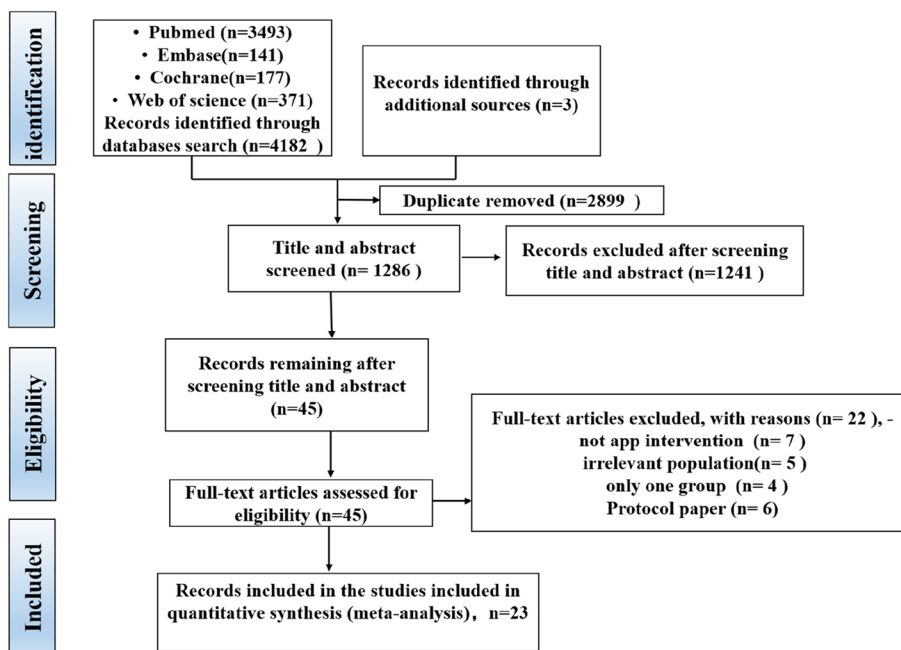 identification
• Pubmed (n=3493)
• Embase(n=141)
• Cochrane(n=177)
• Web of science (n=371)
Records identified through
databases search (n=4182 )
Records identified through
additional sources
(n=3)
Screening
Duplicate removed (n=2899 )
Title and abstract
screened (n= 1286 )
Records excluded after screening
title and abstract (n=1241 )
Eligibility
Records remaining after
screening title and abstract
(n=45)
Full-text articles assessed for
eligibility (n=45)
Full-text articles excluded, with reasons (n= 22 ), -
not app intervention (n= 7 )
irrelevant population(n= 5 )
only one group (n= 4 )
Protocol paper (n= 6)
Included
Records included in the studies included in
quantitative synthesis (meta-analysis), n=23